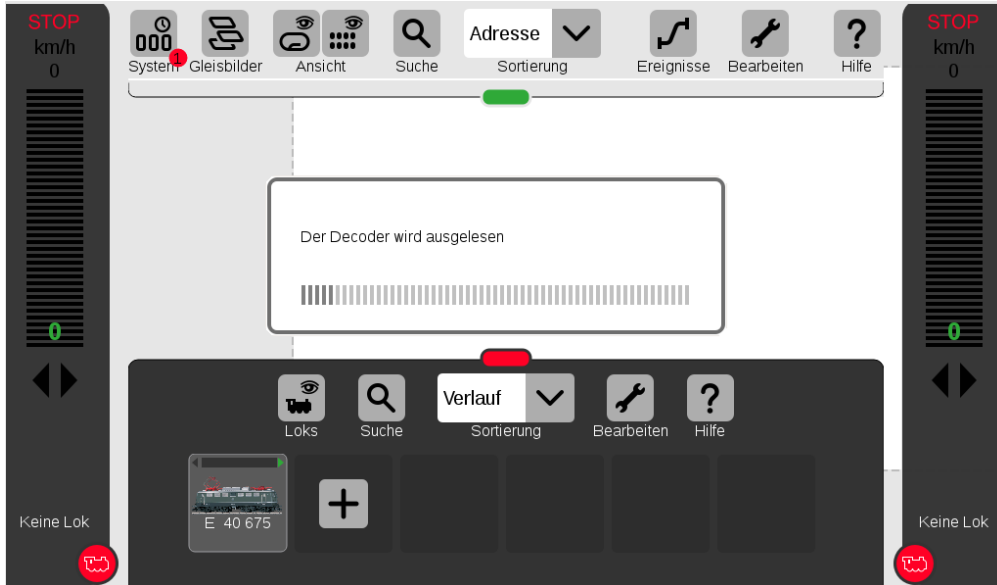 STOP
km/h
0
System
1
Gleisbilder
Ansicht
Suche
Adresse
Sortierung
Ereignisse
Bearbeiten
?
Hilfe
STOP
km/h
0
Der Decoder wird ausgelesen
0
0
Loks
Suche
Verlauf
Sortierung
Bearbeiten
?
Hilfe
E 40 675
Keine Lok
Keine Lok